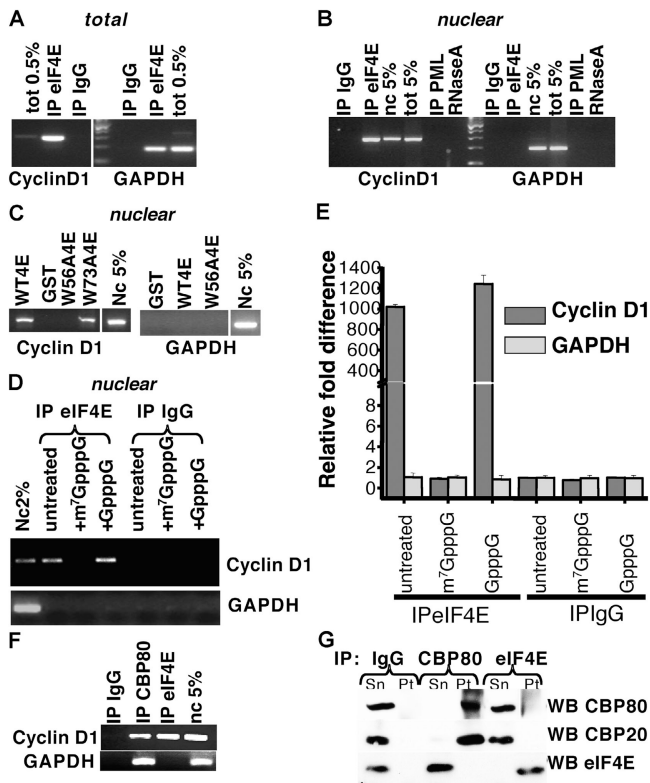 A total
tot 0.5% IP eIF4E IP IgG IP IgG IP eIF4E tot 0.5%
CyclinD1 GAPDH
B nuclear
IP IgG IP eIF4E nc 5% tot 5% IP PML RNaseA IP IgG IP eIF4E nc 5% tot 5% IP PML RNaseA
CyclinD1 GAPDH
C nuclear
WT4E GST W56A4E W73A4E Nc 5% GST WT4E W56A4E Nc 5%
Cyclin D1 GAPDH
D nuclear
IP eIF4E IP IgG
Nc2% untreated +m7GpppG +GpppG untreated +m7GpppG +GpppG
Cyclin D1
GAPDH
E
Relative fold difference
1400
1200
1000
800
600
400
8
6
4
2
0
Cyclin D1
GAPDH
untreated m7GpppG GpppG untreated m7GpppG GpppG
IPeIF4E IPIgG
F
IP IgG IP CBP80 IP eIF4E nc 5%
Cyclin D1
GAPDH
G
IP: IgG CBP80 eIF4E
Sn Pt Sn Pt Sn Pt
WB CBP80
WB CBP20
WB eIF4E